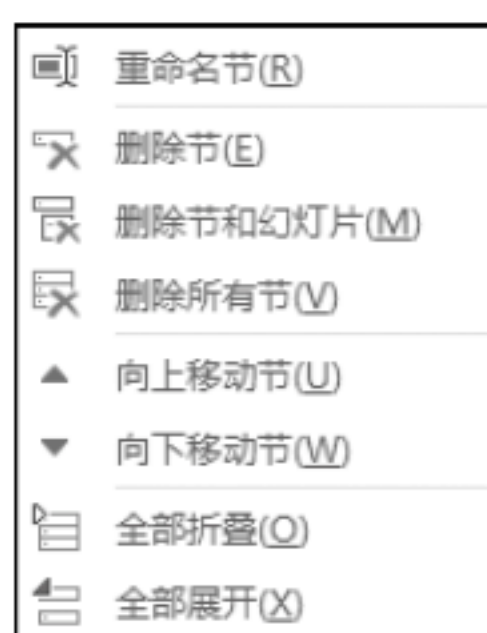 重命名节(R)
删除节(E)
删除节和幻灯片(M)
删除所有节(V)
向上移动节(U)
向下移动节(W)
全部折叠(O)
全部展开(X)